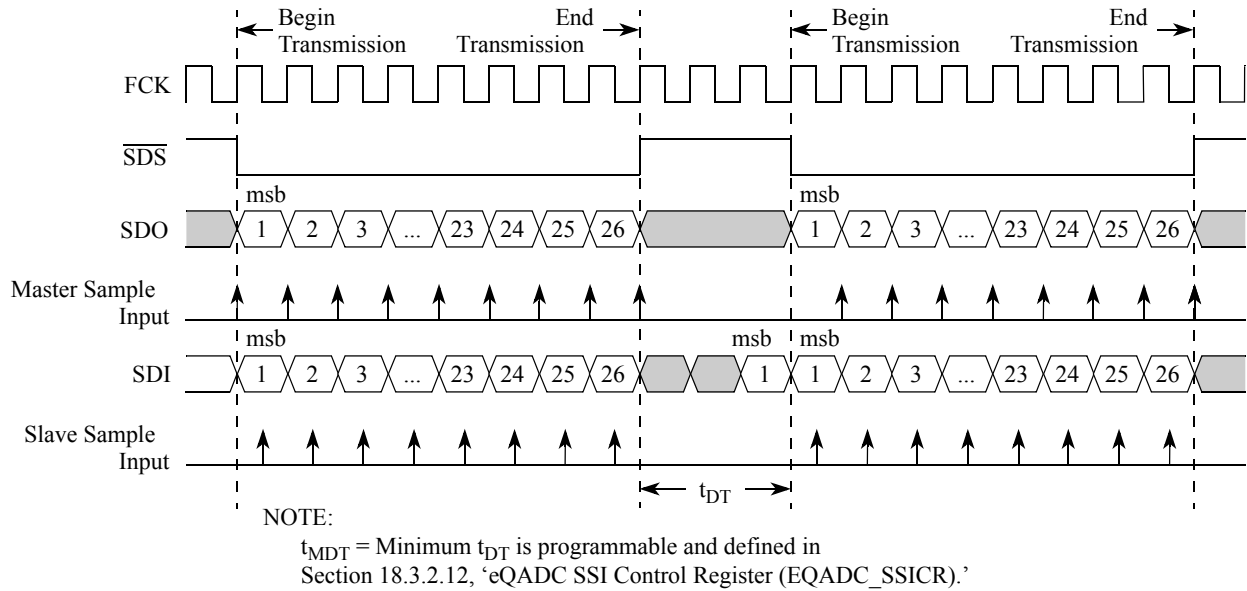 Begin Transmission
End Transmission
Begin Transmission
End Transmission
FCK
SDS
msb
msb
SDO
1 2 3 ... 23 24 25 26
1 2 3 ... 23 24 25 26
Master Sample
Input
msb
msb
msb
SDI
1 2 3 ... 23 24 25 26
1
1 2 3 ... 23 24 25 26
Slave Sample
Input
tDT
NOTE:
tMDT = Minimum tDT is programmable and defined in
Section 18.3.2.12, ‘eQADC SSI Control Register (EQADC_SSICR).’